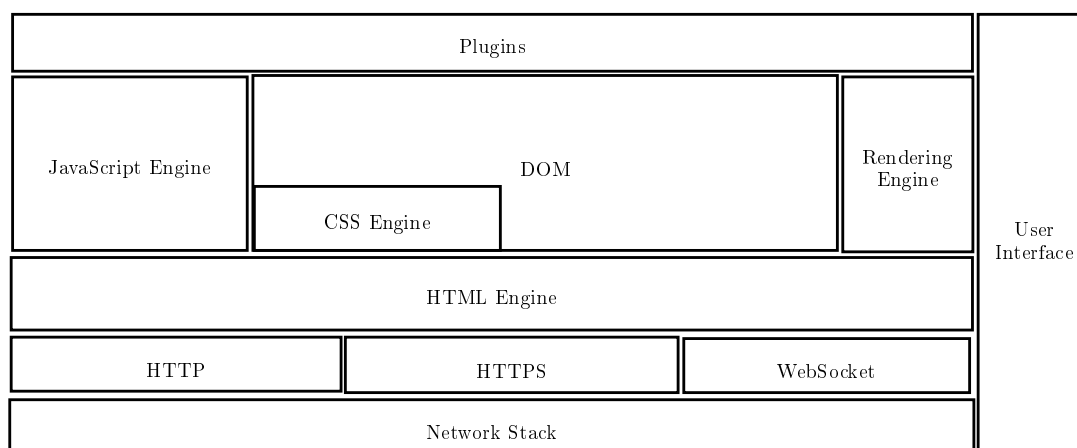 Plugins
JavaScript Engine
DOM
CSS Engine
Rendering
Engine
User
Interface
HTML Engine
HTTP
HTTPS
WebSocket
Network Stack